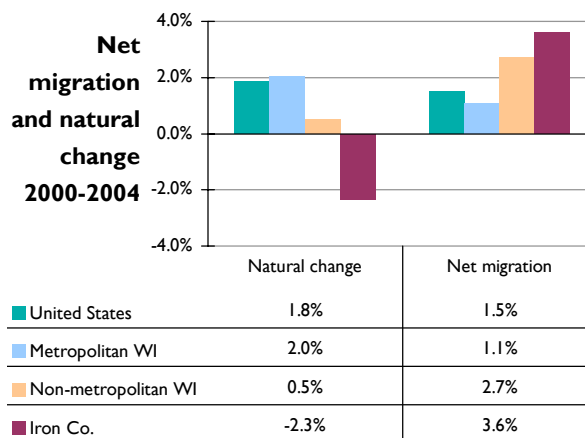 Net
migration
and natural
change
2000-2004
4.0%
2.0%
0.0%
-2.0%
-4.0%
Natural change Net migration
United States 1.8% 1.5%
Metropolitan WI 2.0% 1.1%
Non-metropolitan WI 0.5% 2.7%
Iron Co. -2.3% 3.6%